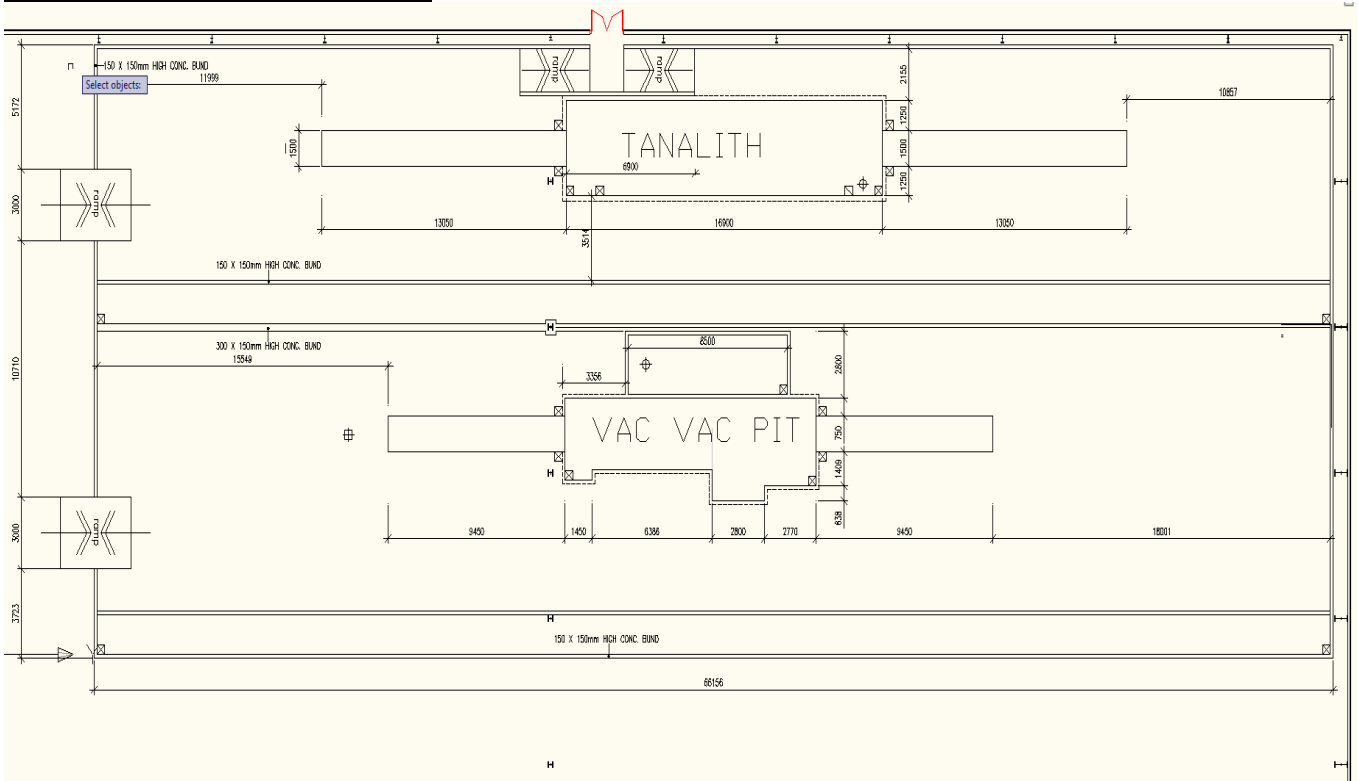 150 X 150mm HIGH CONC. BUND
Select objects:
11999
ramp
ramp
2155
10857
5172
1250
1500
TANALITH
1500
6900
1250
3000
ramp
13050
16900
13050
3514
150 X 150mm HIGH CONC. BUND
300 X 150mm HIGH CONC. BUND
15549
8500
2800
3356
10710
VAC VAC PIT
750
1409
638
3000
ramp
9450
1450
6386
2800
2770
9450
18001
3723
150 X 150mm HIGH CONC. BUND
66156